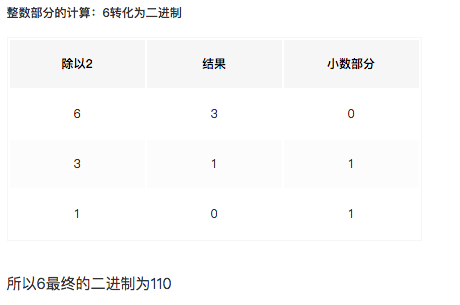 整数部分的计算：6转化为二进制
除以2 结果 小数部分
6 3 0
3 1 1
1 0 1
所以6最终的二进制为110